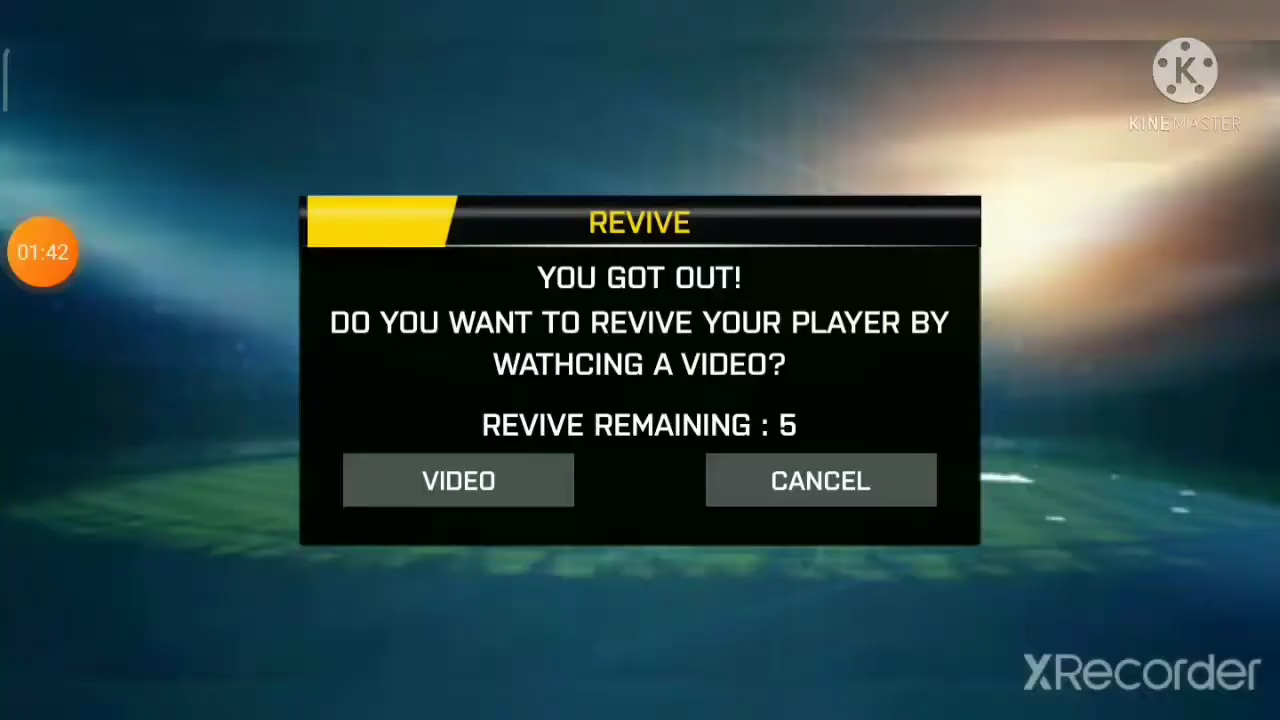 K
KINEMASTER
REVIVE
01:42
YOU GOT OUT!
DO YOU WANT TO REVIVE YOUR PLAYER BY
WATHCING A VIDEO?
REVIVE REMAINING : 5
VIDEO
CANCEL
XRecorder